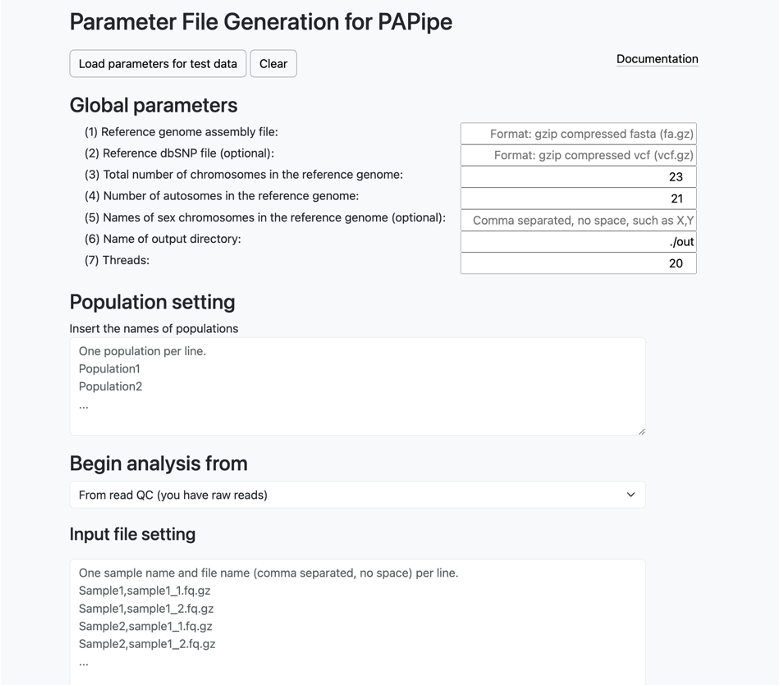 Parameter File Generation for PAPipe
Load parameters for test data Clear Documentation
Global parameters
(1) Reference genome assembly file: Format: gzip compressed fasta (fa.gz)
(2) Reference dbSNP file (optional): Format: gzip compressed vcf (vcf.gz)
(3) Total number of chromosomes in the reference genome: 23
(4) Number of autosomes in the reference genome: 21
(5) Names of sex chromosomes in the reference genome (optional): Comma separated, no space, such as X,Y
(6) Name of output directory: ./out
(7) Threads: 20
Population setting
Insert the names of populations
One population per line.
Population1
Population2
...
Begin analysis from
From read QC (you have raw reads)
Input file setting
One sample name and file name (comma separated, no space) per line.
Sample1,sample1_1.fq.gz
Sample1,sample1_2.fq.gz
Sample2,sample1_1.fq.gz
Sample2,sample1_2.fq.gz
...